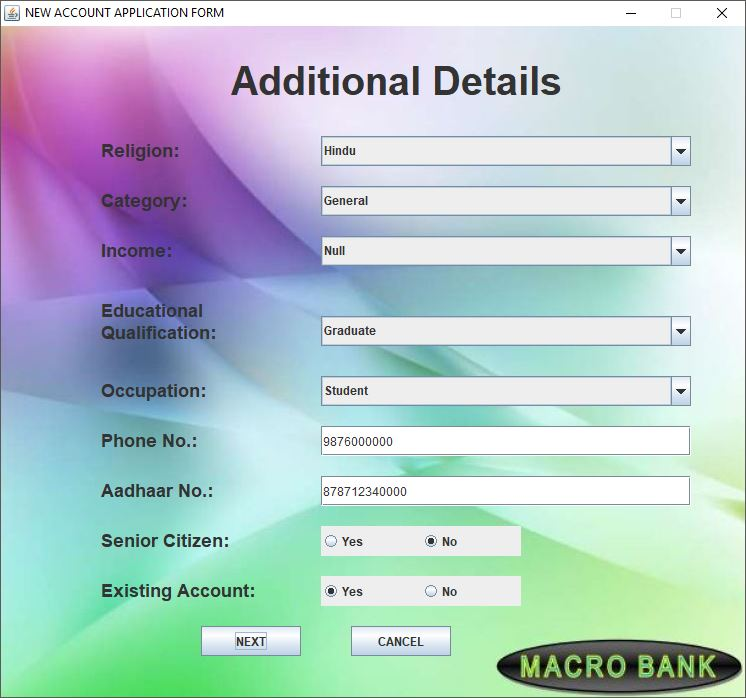 NEW ACCOUNT APPLICATION FORM
Additional Details
Religion: Hindu
Category: General
Income: Null
Educational
Qualification: Graduate
Occupation: Student
Phone No.: 9876000000
Aadhaar No.: 878712340000
Senior Citizen: Yes No
Existing Account: Yes No
NEXT CANCEL
MACRO BANK